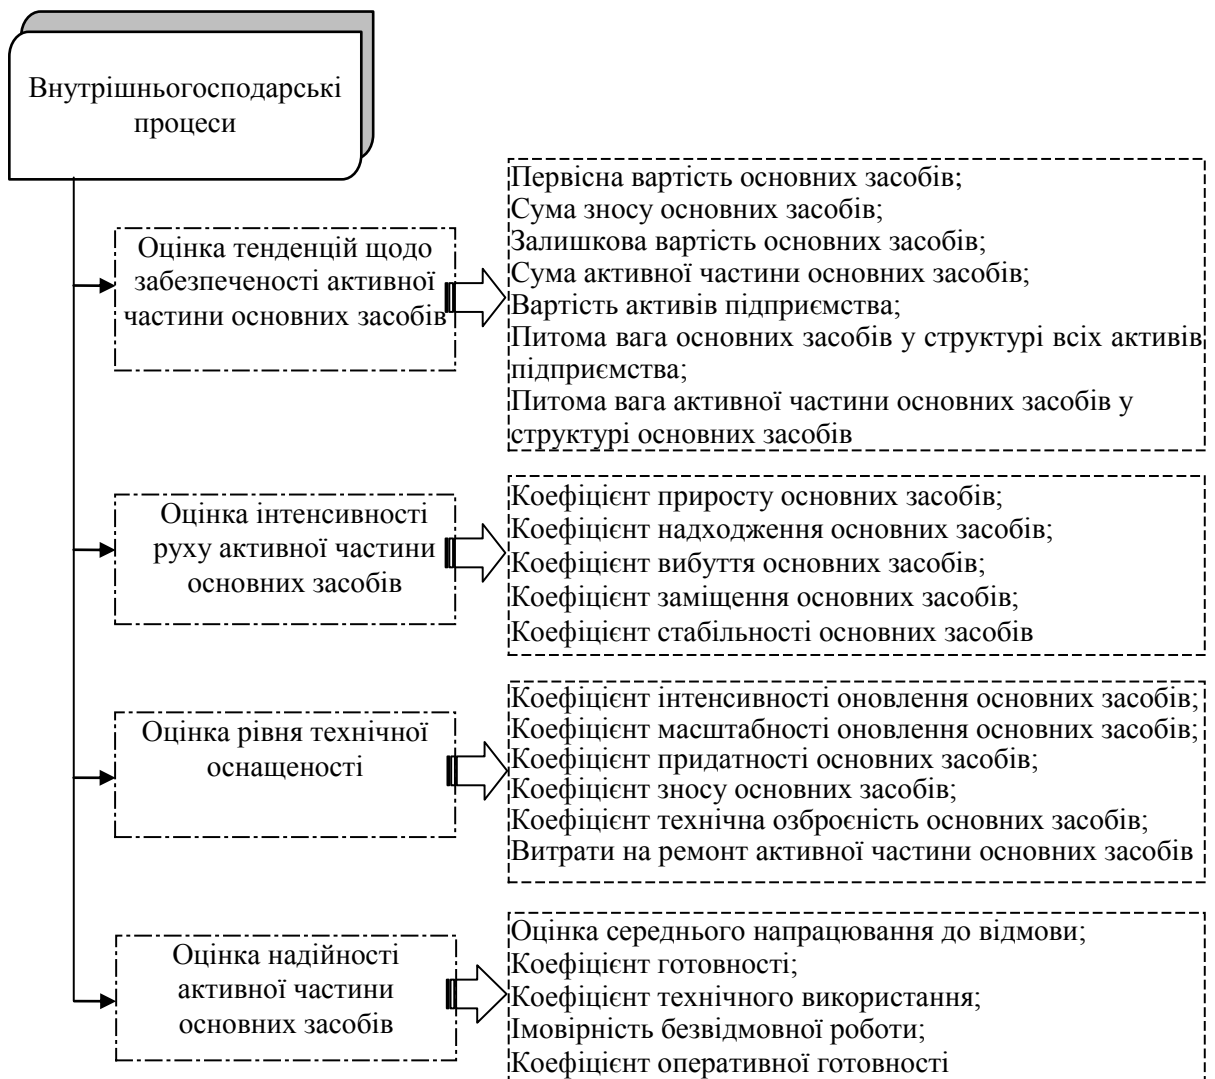 Внутрішньогосподарські
процеси
Оцінка тенденцій щодо
забезпеченості активної
частини основних засобів
Первісна вартість основних засобів;
Сума зносу основних засобів;
Залишкова вартість основних засобів;
Сума активної частини основних засобів;
Вартість активів підприємства;
Питома вага основних засобів у структурі всіх активів
підприємства;
Питома вага активної частини основних засобів у
структурі основних засобів
Оцінка інтенсивності
руху активної частини
основних засобів
Коефіцієнт приросту основних засобів;
Коефіцієнт надходження основних засобів;
Коефіцієнт вибуття основних засобів;
Коефіцієнт заміщення основних засобів;
Коефіцієнт стабільності основних засобів
Оцінка рівня технічної
оснащеності
Коефіцієнт інтенсивності оновлення основних засобів;
Коефіцієнт масштабності оновлення основних засобів;
Коефіцієнт придатності основних засобів;
Коефіцієнт зносу основних засобів;
Коефіцієнт технічна озброєність основних засобів;
Витрати на ремонт активної частини основних засобів
Оцінка надійності
активної частини
основних засобів
Оцінка середнього напрацювання до відмови;
Коефіцієнт готовності;
Коефіцієнт технічного використання;
Імовірність безвідмовної роботи;
Коефіцієнт оперативної готовності